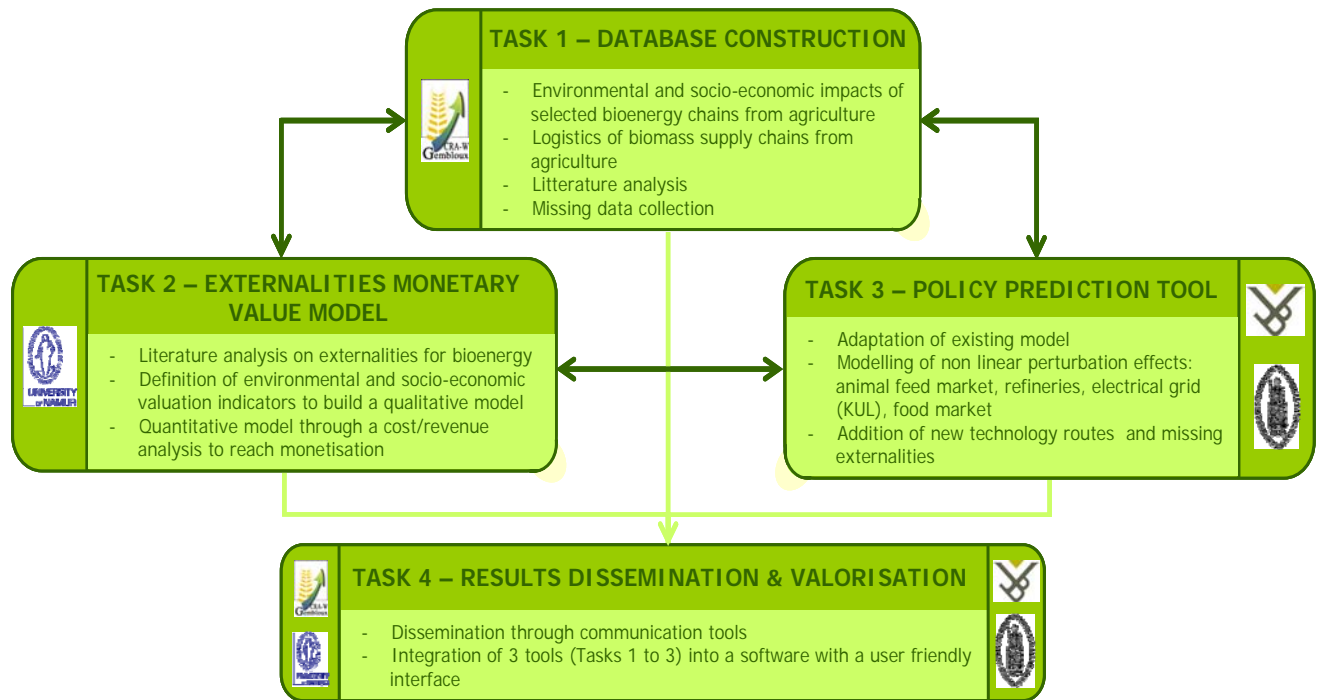 TASK 1 – DATABASE CONSTRUCTION
- Environmental and socio-economic impacts of
selected bioenergy chains from agriculture
- Logistics of biomass supply chains from
agriculture
- Litterature analysis
- Missing data collection
CRA-W
Gembloux
TASK 2 – EXTERNALITIES MONETARY
VALUE MODEL
- Literature analysis on externalities for bioenergy
- Definition of environmental and socio-economic
valuation indicators to build a qualitative model
- Quantitative model through a cost/revenue
analysis to reach monetisation
UNIVERSITY
OF NAMUR
TASK 3 – POLICY PREDICTION TOOL
- Adaptation of existing model
- Modelling of non linear perturbation effects:
animal feed market, refineries, electrical grid
(KUL), food market
- Addition of new technology routes and missing
externalities
TASK 4 – RESULTS DISSEMINATION & VALORISATION
- Dissemination through communication tools
- Integration of 3 tools (Tasks 1 to 3) into a software with a user friendly
interface
CRA-W
Gembloux